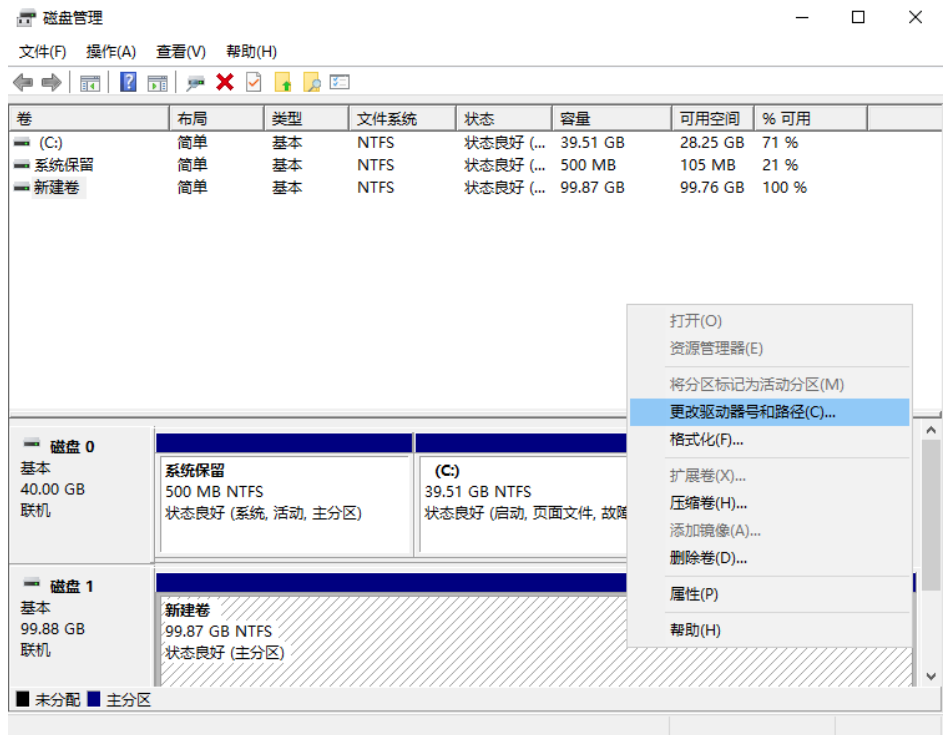 磁盘管理
文件(F) 操作(A) 查看(V) 帮助(H)
卷 布局 类型 文件系统 状态 容量 可用空间 % 可用
(C:) 简单 基本 NTFS 状态良好 (... 39.51 GB 28.25 GB 71 %
系统保留 简单 基本 NTFS 状态良好 (... 500 MB 105 MB 21 %
新建卷 简单 基本 NTFS 状态良好 (... 99.87 GB 99.76 GB 100 %
打开(O)
资源管理器(E)
将分区标记为活动分区(M)
更改驱动器号和路径(C)...
格式化(F)...
扩展卷(X)...
压缩卷(H)...
添加镜像(A)...
删除卷(D)...
属性(P)
帮助(H)
磁盘 0
基本
40.00 GB
联机
系统保留
500 MB NTFS
状态良好 (系统, 活动, 主分区)
(C:)
39.51 GB NTFS
状态良好 (启动, 页面文件, 故障
磁盘 1
基本
99.88 GB
联机
新建卷
99.87 GB NTFS
状态良好 (主分区)
未分配 主分区